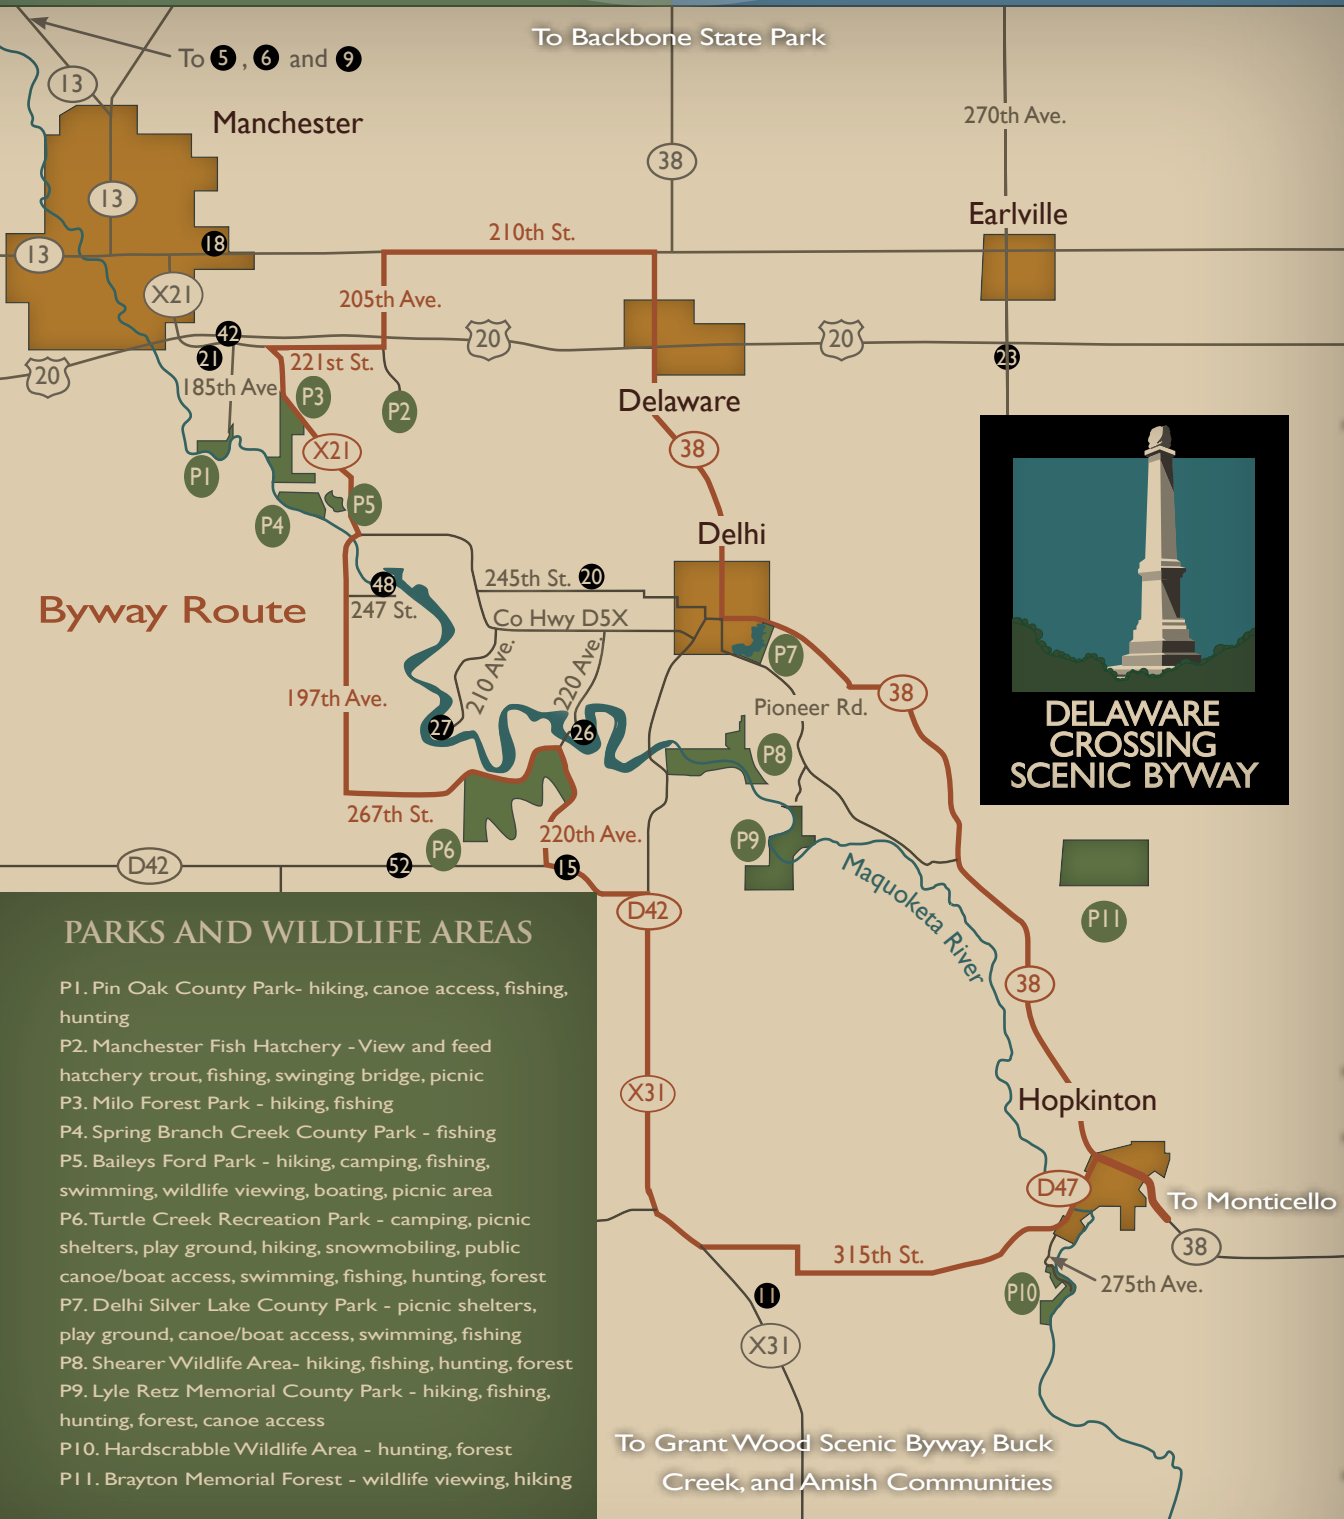 To Backbone State Park
To 5, 6 and 9
13
270th Ave.
Manchester
38
13
Earlville
210th St.
18
13
X21
205th Ave.
42
20
20
21
221st St.
23
20
185th Ave
P3
Delaware
P2
X21
38
P1
P5
P4
Delhi
245th St. 20
48
247 St.
Byway Route
Co Hwy D5X
210 Ave.
220 Ave.
P7
197th Ave.
38
Pioneer Rd.
27
26
P8
DELAWARE
CROSSING
SCENIC BYWAY
267th St.
220th Ave.
P9
P6
D42
52
15
Maquoketa River
D42
P11
38
PARKS AND WILDLIFE AREAS
P1. Pin Oak County Park- hiking, canoe access, fishing,
hunting
P2. Manchester Fish Hatchery - View and feed
hatchery trout, fishing, swinging bridge, picnic
P3. Milo Forest Park - hiking, fishing
P4. Spring Branch Creek County Park - fishing
P5. Baileys Ford Park - hiking, camping, fishing,
swimming, wildlife viewing, boating, picnic area
P6. Turtle Creek Recreation Park - camping, picnic
shelters, play ground, hiking, snowmobiling, public
canoe/boat access, swimming, fishing, hunting, forest
P7. Delhi Silver Lake County Park - picnic shelters,
play ground, canoe/boat access, swimming, fishing
P8. Shearer Wildlife Area- hiking, fishing, hunting, forest
P9. Lyle Retz Memorial County Park - hiking, fishing,
hunting, forest, canoe access
P10. Hardscrabble Wildlife Area - hunting, forest
P11. Brayton Memorial Forest - wildlife viewing, hiking
X31
Hopkinton
D47
To Monticello
38
315th St.
275th Ave.
P10
11
X31
To Grant Wood Scenic Byway, Buck
Creek, and Amish Communities